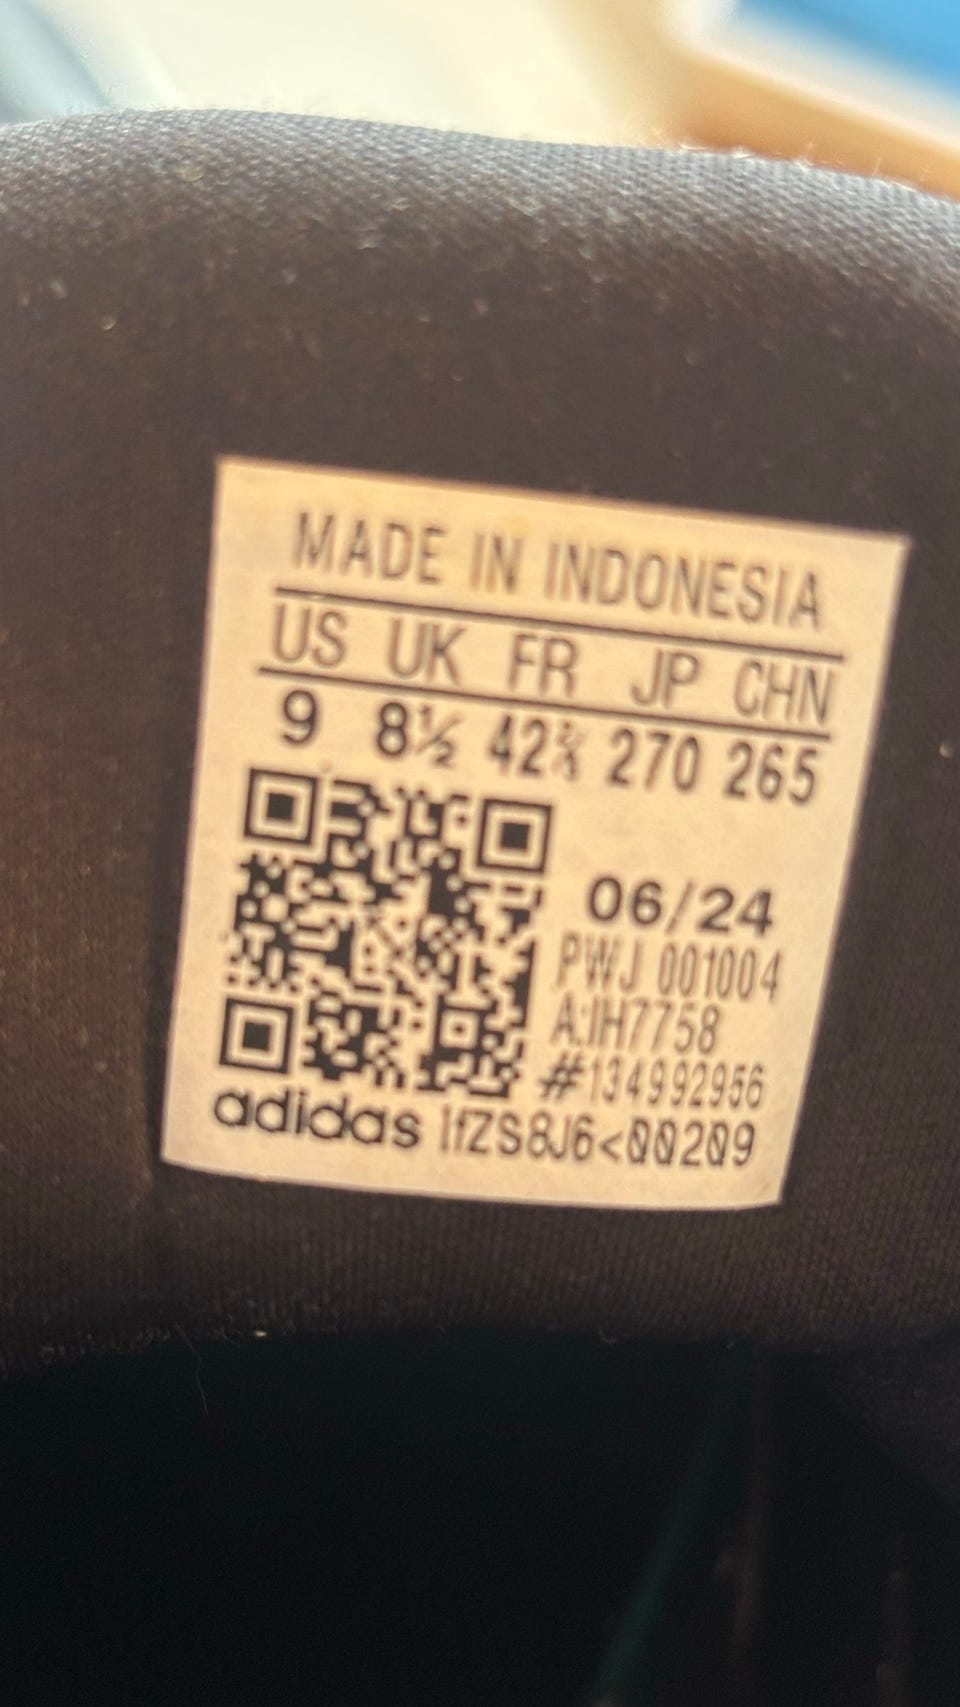 MADE IN INDONESIA
US UK FR JP CHN
9 8½ 42⅔ 270 265
06/24
PWJ 001004
A:IH7758
#134992956
adidas 1fZS8J6<00209